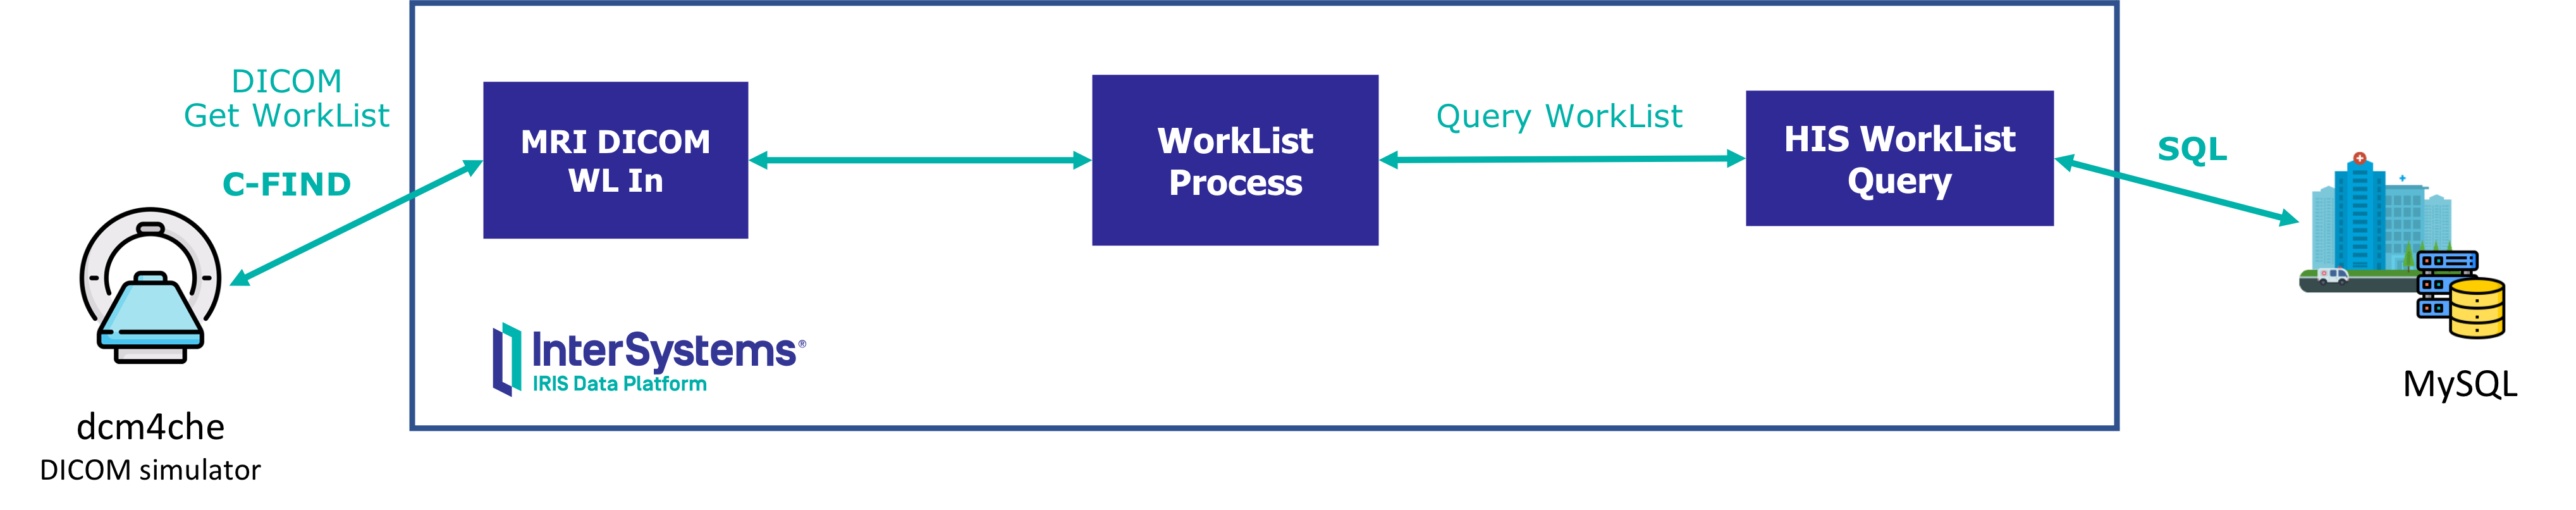 DICOM
Get WorkList
C-FIND
dcm4che
DICOM simulator
MRI DICOM
WL In
WorkList
Process
Query WorkList
HIS WorkList
Query
InterSystems®
IRIS Data Platform
SQL
MySQL